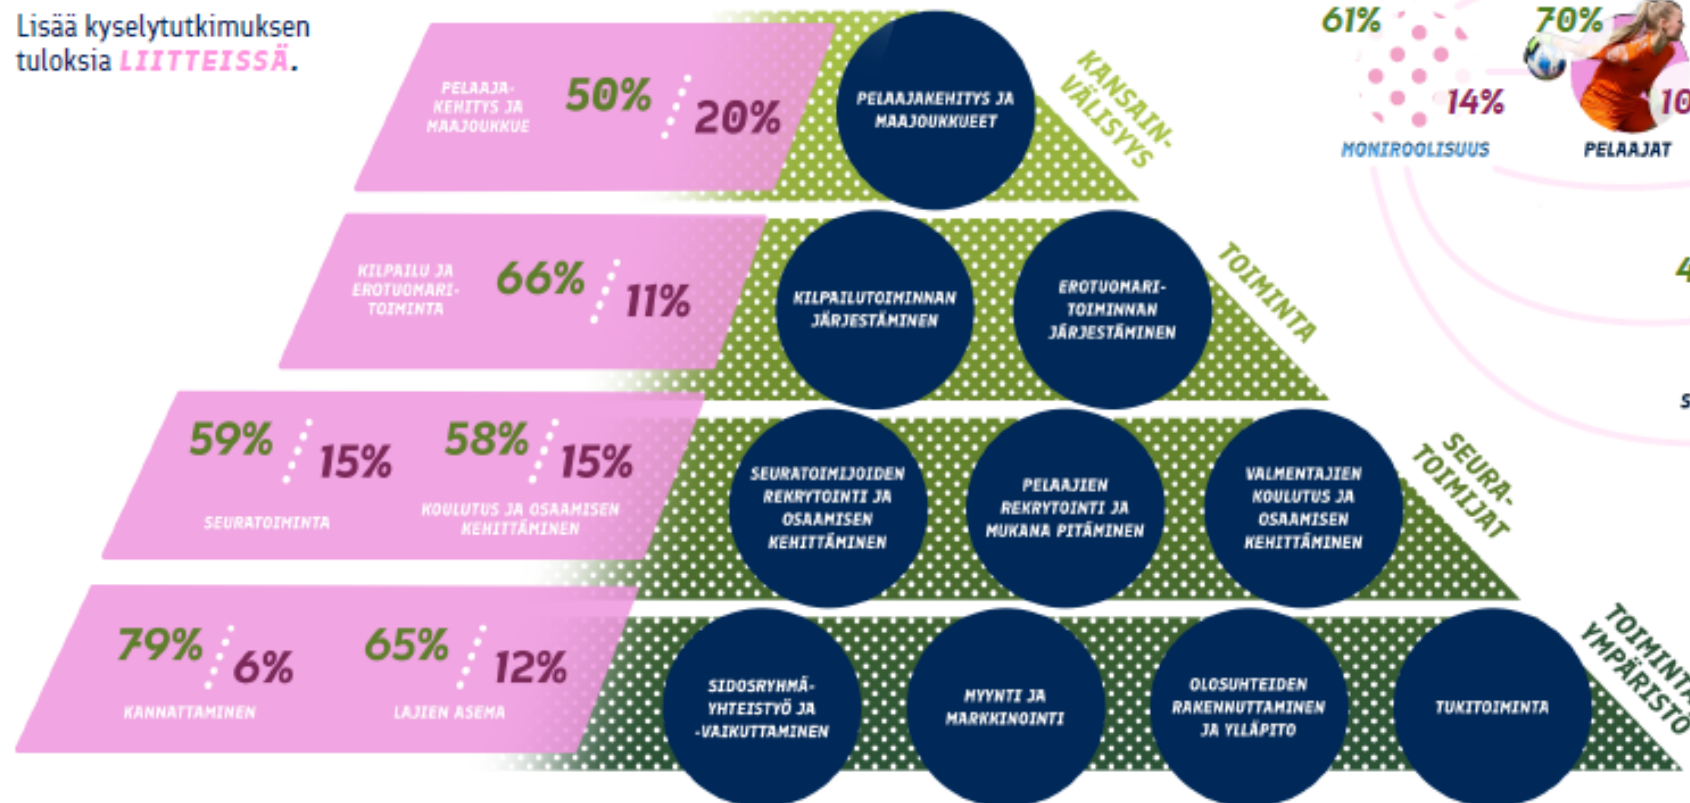 Lisää kyselytutkimuksen
tuloksia LIITTEISSÄ.
PELAAJA-
KEHITYS JA
MAAJOUKKUE
50%
20%
PELAAJAKEHITYS JA
MAAJOUKKUEET
KANSAIN-
VÄLISYYS
61%
14%
MONIROOLISUUS
70%
10
PELAAJAT
KILPAILU JA
EROTUOMARI-
TOIMINTA
66%
11%
KILPAILUTOIMINNAN
JÄRJESTÄMINEN
EROTUOMARI-
TOIMINNAN
JÄRJESTÄMINEN
TOIMINTA
4
S
59%
15%
SEURATOIMINTA
58%
15%
KOULUTUS JA OSAAMISEN
KEHITTÄMINEN
SEURATOIMIJOIDEN
REKRYTOINTI JA
OSAAMISEN
KEHITTÄMINEN
PELAAJIEN
REKRYTOINTI JA
MUKANA PITÄMINEN
VALMENTAJIEN
KOULUTUS JA
OSAAMISEN
KEHITTÄMINEN
SEURA-
TOIMIJAT
79%
6%
KANNATTAMINEN
65%
12%
LAJIEN ASEMA
SIDOSRYHMÄ-
YHTEISTYÖ JA
-VAIKUTTAMINEN
MYYNTI JA
MARKKINOINTI
OLOSUHTEIDEN
RAKENNUTTAMINEN
JA YLLÄPITO
TUKITOIMINTA
TOIMINTA
YMPÄRISTÖ